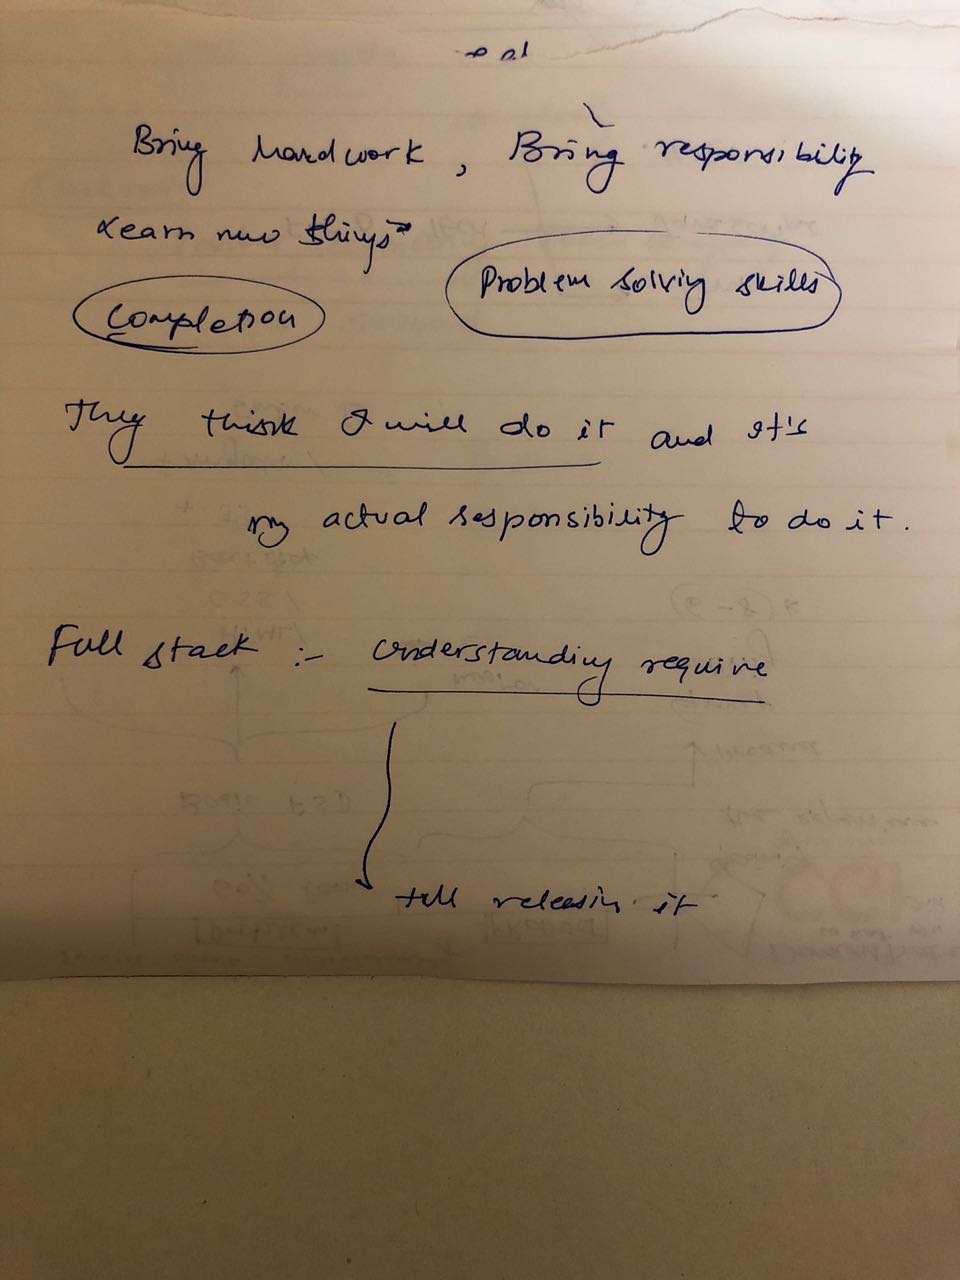 Bring hardwork, Bring responsibility
Learn new things
Problem solving skills
Completion
They think I will do it and it's
my actual responsibility to do it.
Full stack :- Understanding require
till releasin it